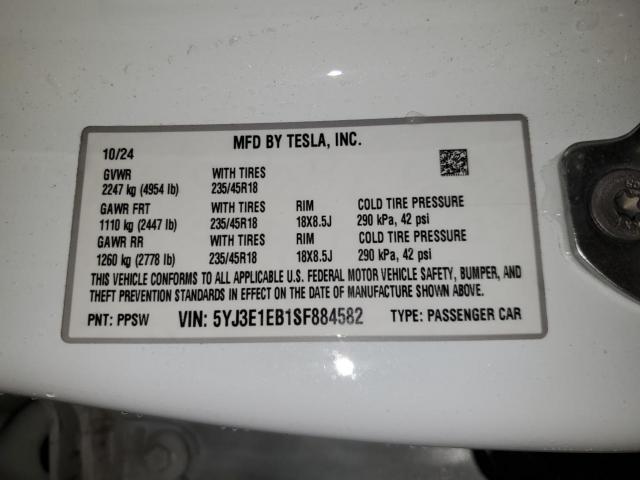 MFD BY TESLA, INC.
10/24
GVWR WITH TIRES
2247 kg (4954 lb) 235/45R18
GAWR FRT WITH TIRES RIM COLD TIRE PRESSURE
1110 kg (2447 lb) 235/45R18 18X8.5J 290 kPa, 42 psi
GAWR RR WITH TIRES RIM COLD TIRE PRESSURE
1260 kg (2778 lb) 235/45R18 18X8.5J 290 kPa, 42 psi
THIS VEHICLE CONFORMS TO ALL APPLICABLE U.S. FEDERAL MOTOR VEHICLE SAFETY, BUMPER, AND
THEFT PREVENTION STANDARDS IN EFFECT ON THE DATE OF MANUFACTURE SHOWN ABOVE.
PNT: PPSW VIN: 5YJ3E1EB1SF884582 TYPE: PASSENGER CAR